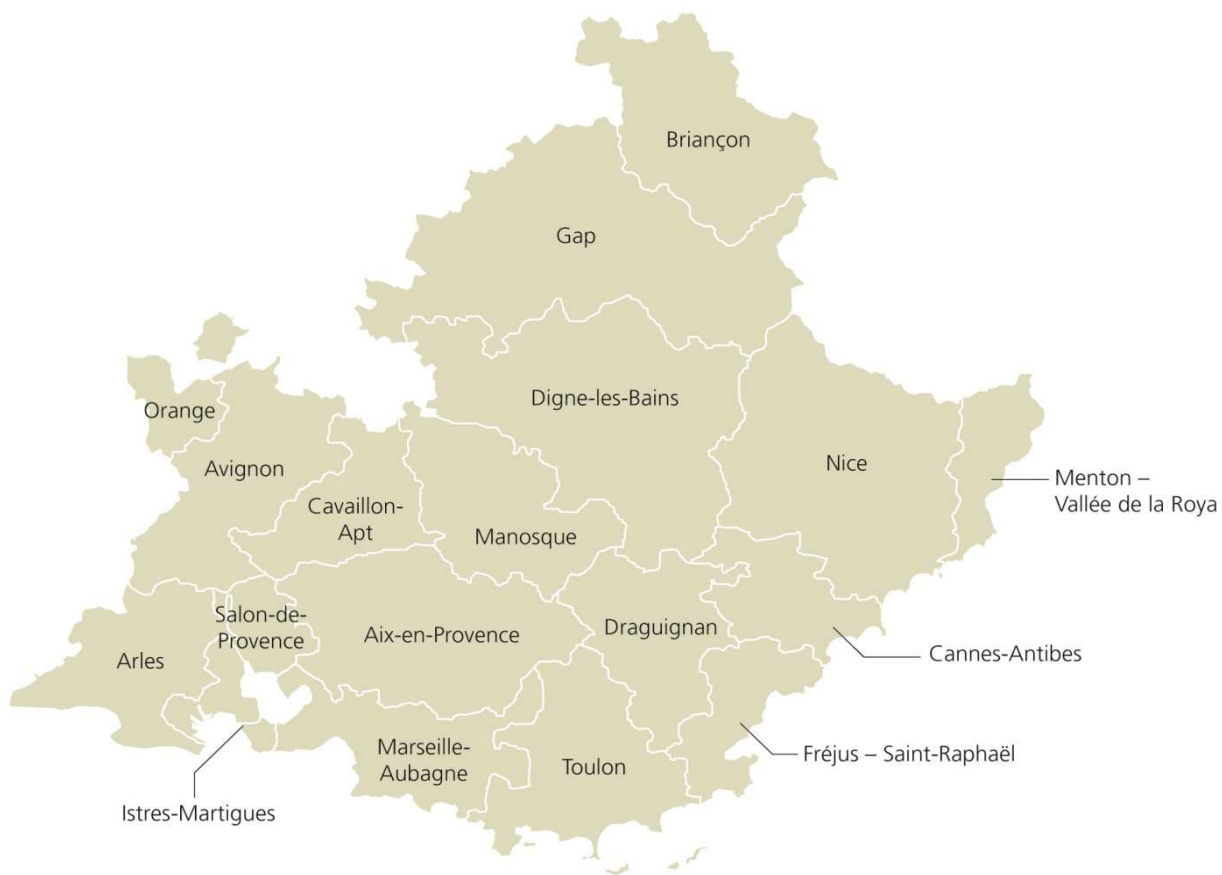 Briançon
Gap
Digne-les-Bains
Orange
Avignon
Nice
Menton –
Vallée de la Roya
Cavaillon-
Apt
Manosque
Salon-de-
Provence
Aix-en-Provence
Draguignan
Arles
Cannes-Antibes
Marseille-
Aubagne
Toulon
Fréjus – Saint-Raphaël
Istres-Martigues